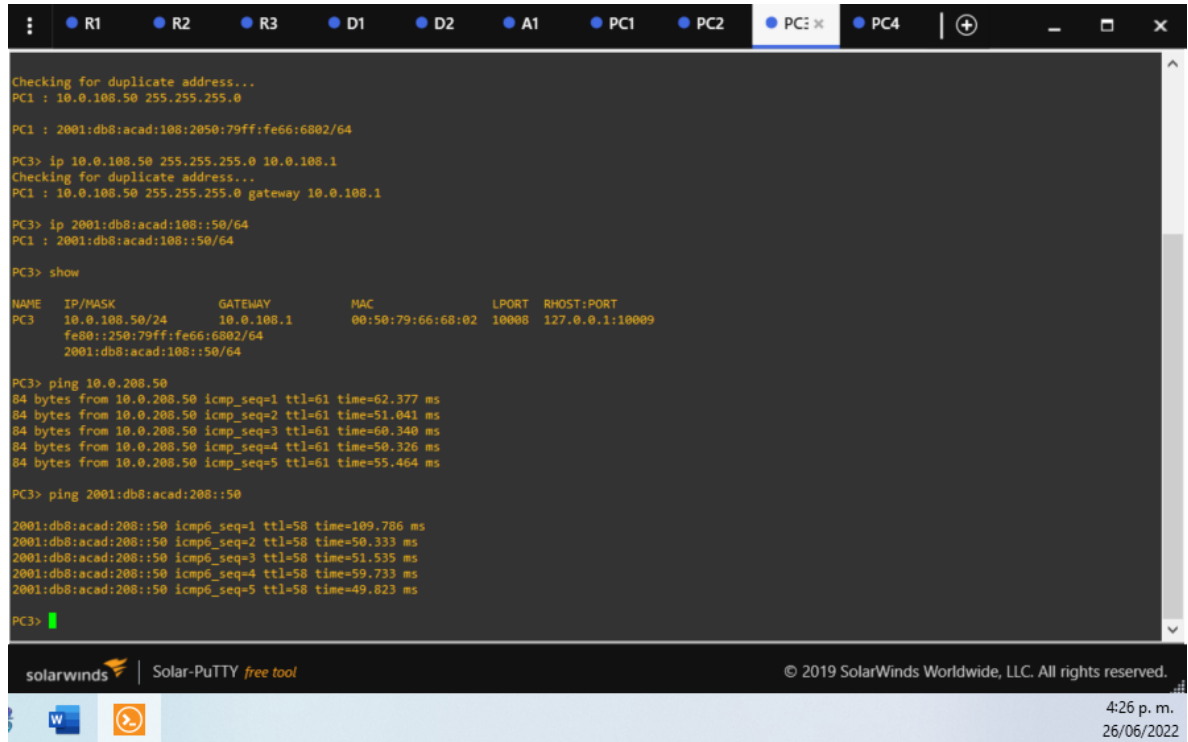 R1 R2 R3 D1 D2 A1 PC1 PC2 PC3 PC4
Checking for duplicate address...
PC1 : 10.0.108.50 255.255.255.0
PC1 : 2001:db8:acad:108:2050:79ff:fe66:6802/64
PC3> ip 10.0.108.50 255.255.255.0 10.0.108.1
Checking for duplicate address...
PC1 : 10.0.108.50 255.255.255.0 gateway 10.0.108.1
PC3> ip 2001:db8:acad:108::50/64
PC1 : 2001:db8:acad:108::50/64
PC3> show
NAME IP/MASK GATEWAY MAC LPORT RHOST:PORT
PC3 10.0.108.50/24 10.0.108.1 00:50:79:66:68:02 10008 127.0.0.1:10009
fe80::250:79ff:fe66:6802/64
2001:db8:acad:108::50/64
PC3> ping 10.0.208.50
84 bytes from 10.0.208.50 icmp_seq=1 ttl=61 time=62.377 ms
84 bytes from 10.0.208.50 icmp_seq=2 ttl=61 time=51.041 ms
84 bytes from 10.0.208.50 icmp_seq=3 ttl=61 time=60.340 ms
84 bytes from 10.0.208.50 icmp_seq=4 ttl=61 time=50.326 ms
84 bytes from 10.0.208.50 icmp_seq=5 ttl=61 time=55.464 ms
PC3> ping 2001:db8:acad:208::50
2001:db8:acad:208::50 icmp6_seq=1 ttl=58 time=109.786 ms
2001:db8:acad:208::50 icmp6_seq=2 ttl=58 time=50.333 ms
2001:db8:acad:208::50 icmp6_seq=3 ttl=58 time=51.535 ms
2001:db8:acad:208::50 icmp6_seq=4 ttl=58 time=59.733 ms
2001:db8:acad:208::50 icmp6_seq=5 ttl=58 time=49.823 ms
PC3>
solarwinds Solar-PuTTY free tool © 2019 SolarWinds Worldwide, LLC. All rights reserved.
W
4:26 p. m.
26/06/2022